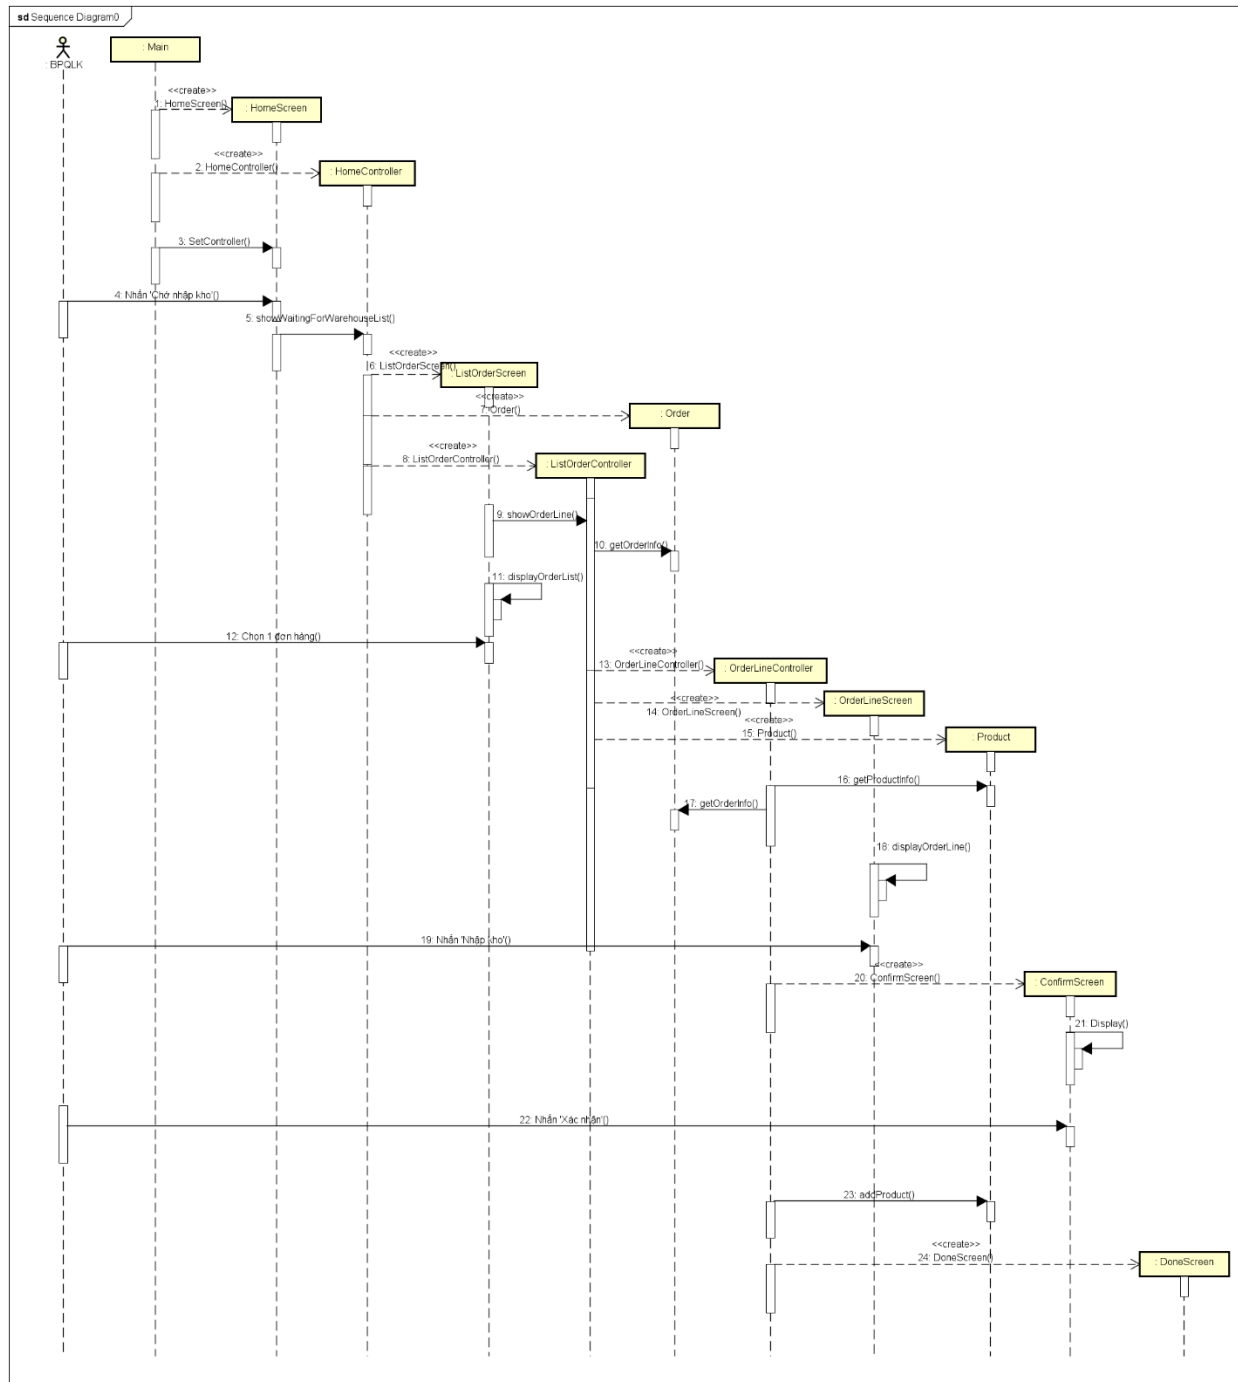 sd Sequence Diagram0
: BPQLK
: Main
<<create>>
1: HomeScreen()
: HomeScreen
<<create>>
2: HomeController()
: HomeController
3: SetController()
4: Nhấn 'Chờ nhập kho'()
5: showWaitingForWarehouseList()
<<create>>
6: ListOrderScreen()
: ListOrderScreen
<<create>>
7: Order()
: Order
<<create>>
8: ListOrderController()
: ListOrderController
9: showOrderLine()
10: getOrderInfo()
11: displayOrderList()
12: Chọn 1 đơn hàng()
<<create>>
13: OrderLineController()
: OrderLineController
<<create>>
14: OrderLineScreen()
: OrderLineScreen
<<create>>
15: Product()
: Product
16: getProductInfo()
17: getOrderInfo()
18: displayOrderLine()
19: Nhấn 'Nhập kho'()
<<create>>
20: ConfirmScreen()
: ConfirmScreen
21: Display()
22: Nhấn 'Xác nhận'()
23: addProduct()
<<create>>
24: DoneScreen()
: DoneScreen